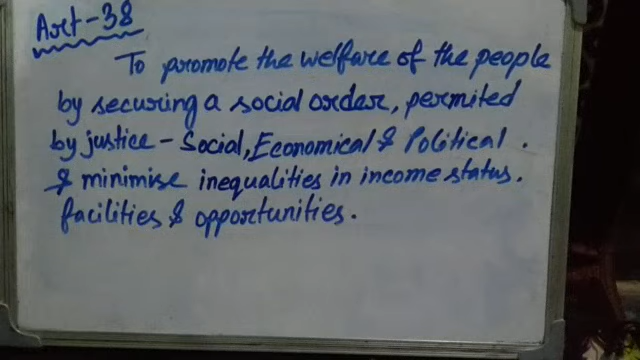 Art-38
To promote the welfare of the people
by securing a social order, permited
by justice - Social, Economical & Political.
& minimise inequalities in income status.
facilities & opportunities.